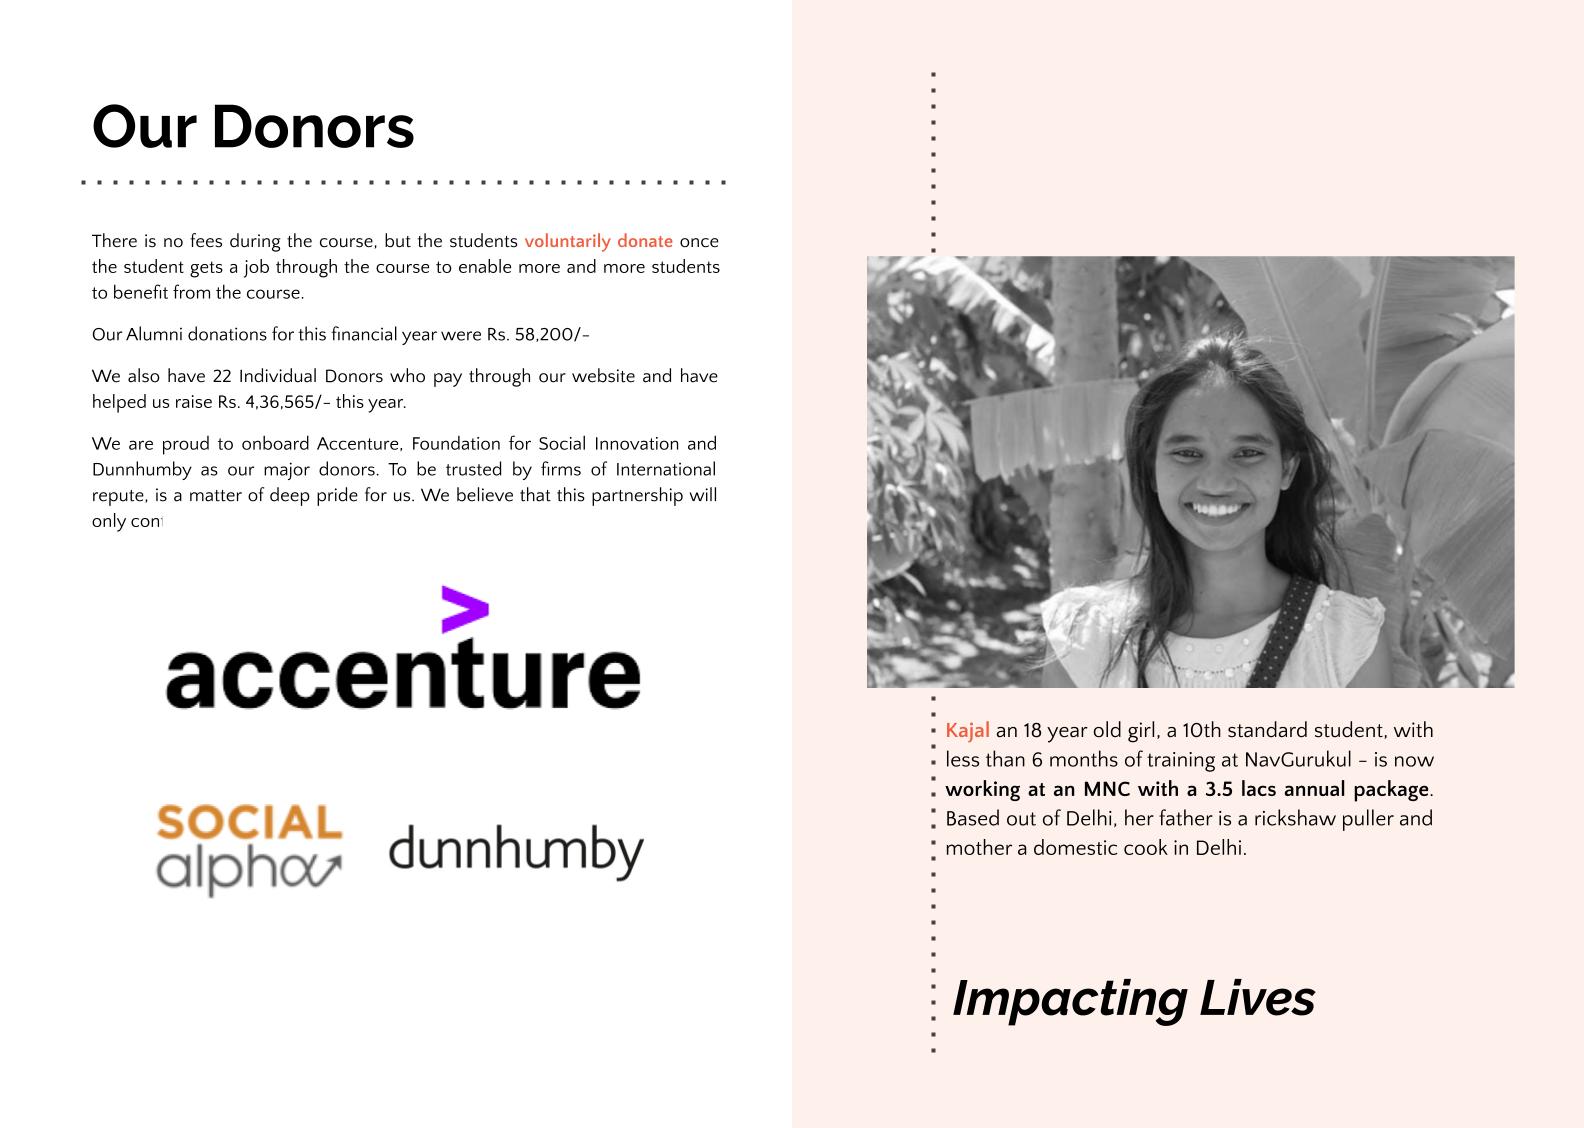 Our Donors
There is no fees during the course, but the students voluntarily donate once
the student gets a job through the course to enable more and more students
to benefit from the course.
Our Alumni donations for this financial year were Rs. 58,200/-
We also have 22 Individual Donors who pay through our website and have
helped us raise Rs. 4,36,565/- this year.
We are proud to onboard Accenture, Foundation for Social Innovation and
Dunnhumby as our major donors. To be trusted by firms of International
repute, is a matter of deep pride for us. We believe that this partnership will
only
>
accenture
SOCIAL
alpha
dunnhumby
Kajal an 18 year old girl, a 10th standard student, with
less than 6 months of training at NavGurukul - is now
working at an MNC with a 3.5 lacs annual package.
Based out of Delhi, her father is a rickshaw puller and
mother a domestic cook in Delhi.
Impacting Lives